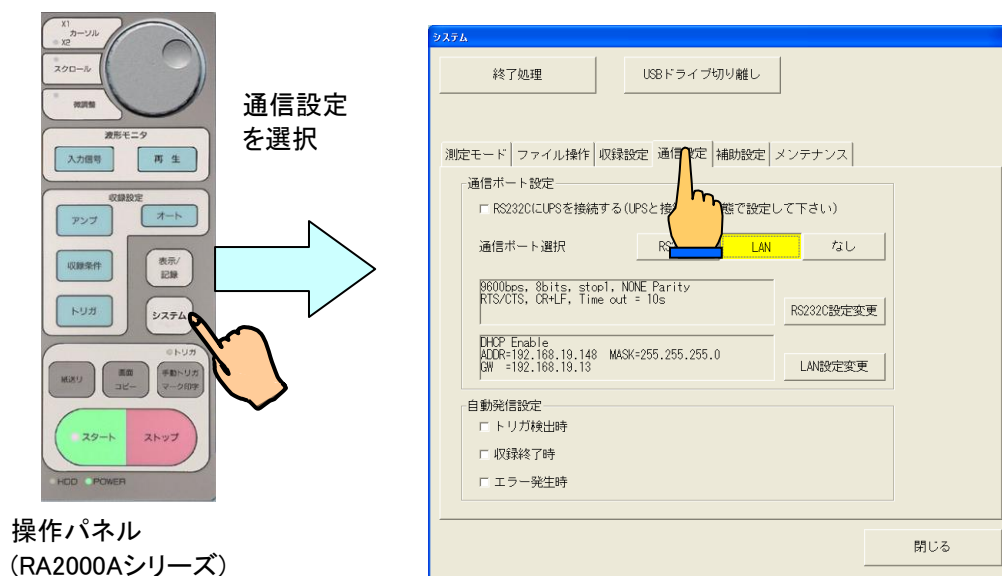 X1
カーソル
X2
スクロール
微調整
波形モニタ
入力信号
再 生
収録設定
アンプ
オート
収録条件
表示/
記録
トリガ
システム
トリガ
紙送り
画面
コピー
手動トリガ
マーク印字
スタート
ストップ
HDD
POWER
操作パネル
(RA2000Aシリーズ)
通信設定
を選択
システム
終了処理
USBドライブ切り離し
測定モード
ファイル操作
収録設定
通信設定
補助設定
メンテナンス
通信ポート設定
RS232CにUPSを接続する(UPSと接 態で設定して下さい)
通信ポート選択
RS
LAN
なし
9600bps, 8bits, stop1, NONE Parity
RTS/CTS, CR+LF, Time out = 10s
RS232C設定変更
DHCP Enable
ADDR=192.168.19.148 MASK=255.255.255.0
GW =192.168.19.13
LAN設定変更
自動発信設定
トリガ検出時
収録終了時
エラー発生時
閉じる